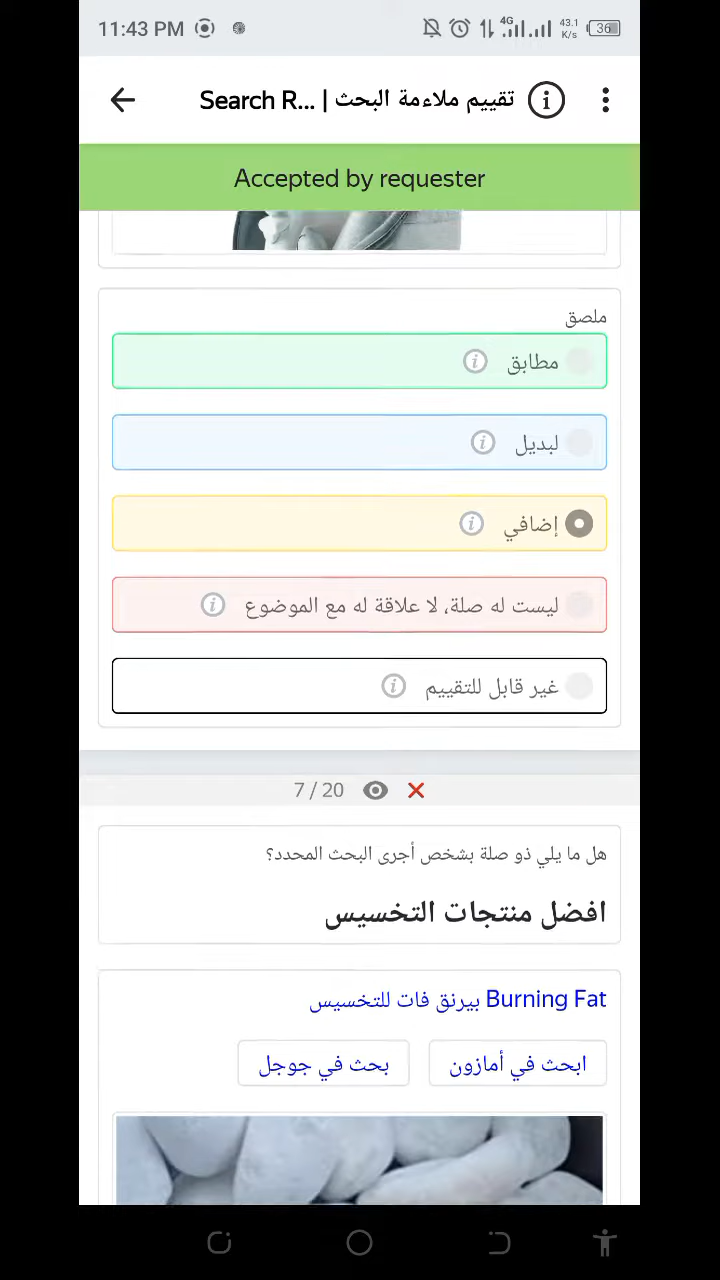 11:43 PM 4G 43.1 K/s 36
Search R... | تقييم ملاءمة البحث
Accepted by requester
ملصق
مطابق
لبديل
إضافي
ليست له صلة، لا علاقة له مع الموضوع
غير قابل للتقييم
7 / 20
هل ما يلي ذو صلة بشخص أجرى البحث المحدد؟
افضل منتجات التخسيس
Burning Fat بيرنق فات للتخسيس
ابحث في أمازون
بحث في جوجل